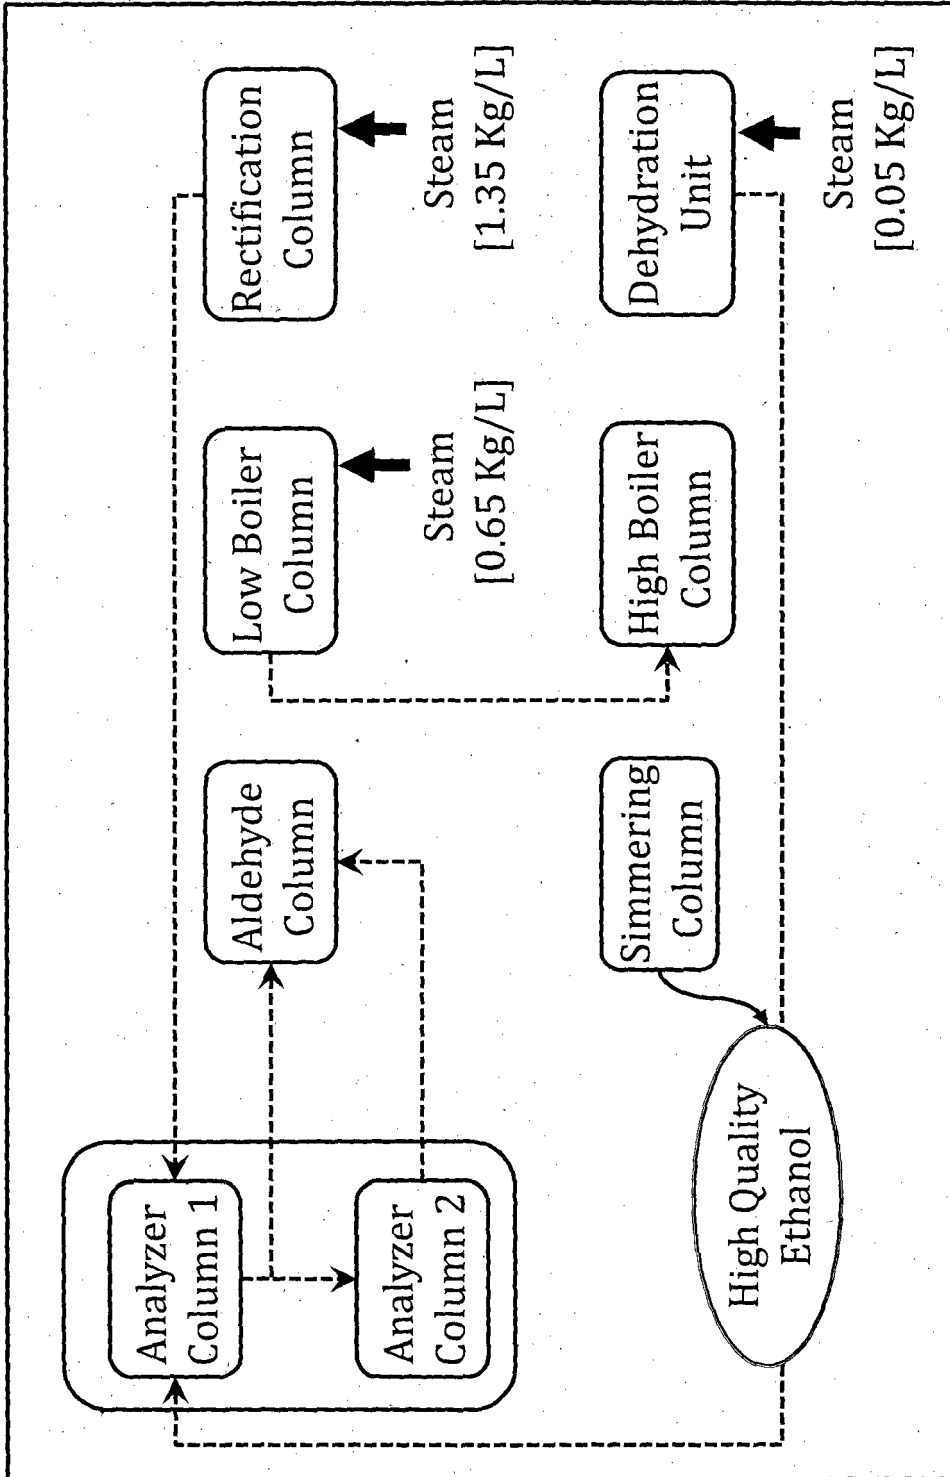 Analyzer
Column 1
Analyzer
Column 2
Aldehyde
Column
Low Boiler
Column
Steam
[0.65 Kg/L]
Rectification
Column
Steam
[1.35 Kg/L]
High Quality
Ethanol
Simmering
Column
High Boiler
Column
Dehydration
Unit
Steam
[0.05 Kg/L]